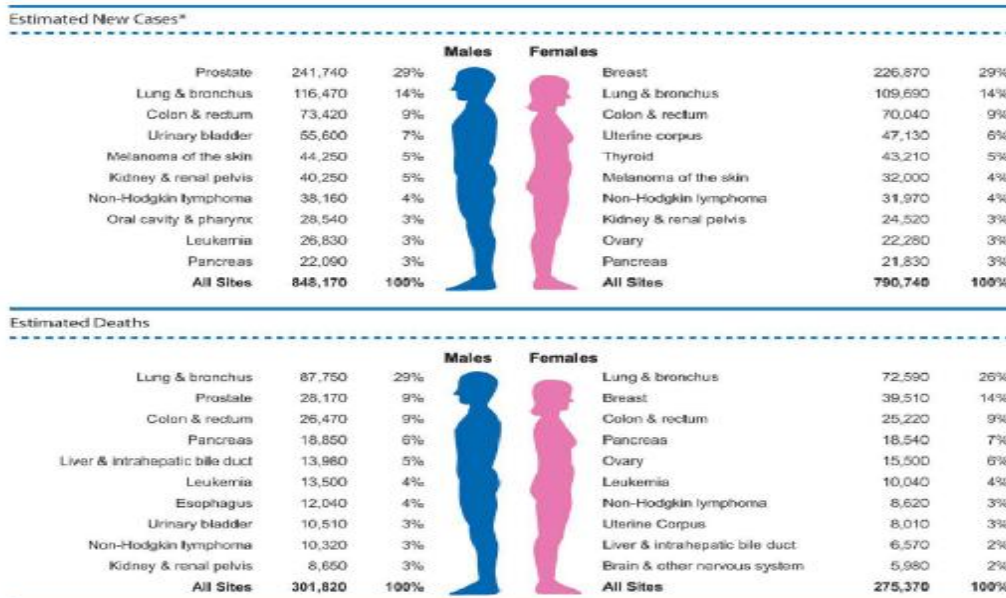 Estimated New Cases*
Males Females
Prostate 241,740 29% Breast 226,870 29%
Lung & bronchus 116,470 14% Lung & bronchus 109,690 14%
Colon & rectum 73,420 9% Colon & rectum 70,040 9%
Urinary bladder 55,600 7% Uterine corpus 47,130 6%
Melanoma of the skin 44,250 5% Thyroid 43,210 5%
Kidney & renal pelvis 40,250 5% Melanoma of the skin 32,000 4%
Non-Hodgkin lymphoma 38,160 4% Non-Hodgkin lymphoma 31,970 4%
Oral cavity & pharynx 28,540 3% Kidney & renal pelvis 24,520 3%
Leukemia 26,830 3% Ovary 22,280 3%
Pancreas 22,090 3% Pancreas 21,830 3%
All Sites 848,170 100% All Sites 790,740 100%
Estimated Deaths
Males Females
Lung & bronchus 87,750 29% Lung & bronchus 72,590 26%
Prostate 28,170 9% Breast 39,510 14%
Colon & rectum 26,470 9% Colon & rectum 25,220 9%
Pancreas 18,850 6% Pancreas 18,540 7%
Liver & intrahepatic bile duct 13,980 5% Ovary 15,500 6%
Leukemia 13,500 4% Leukemia 10,040 4%
Esophagus 12,040 4% Non-Hodgkin lymphoma 8,620 3%
Urinary bladder 10,510 3% Uterine Corpus 8,010 3%
Non-Hodgkin lymphoma 10,320 3% Liver & intrahepatic bile duct 6,570 2%
Kidney & renal pelvis 8,650 3% Brain & other nervous system 5,980 2%
All Sites 301,820 100% All Sites 275,370 100%